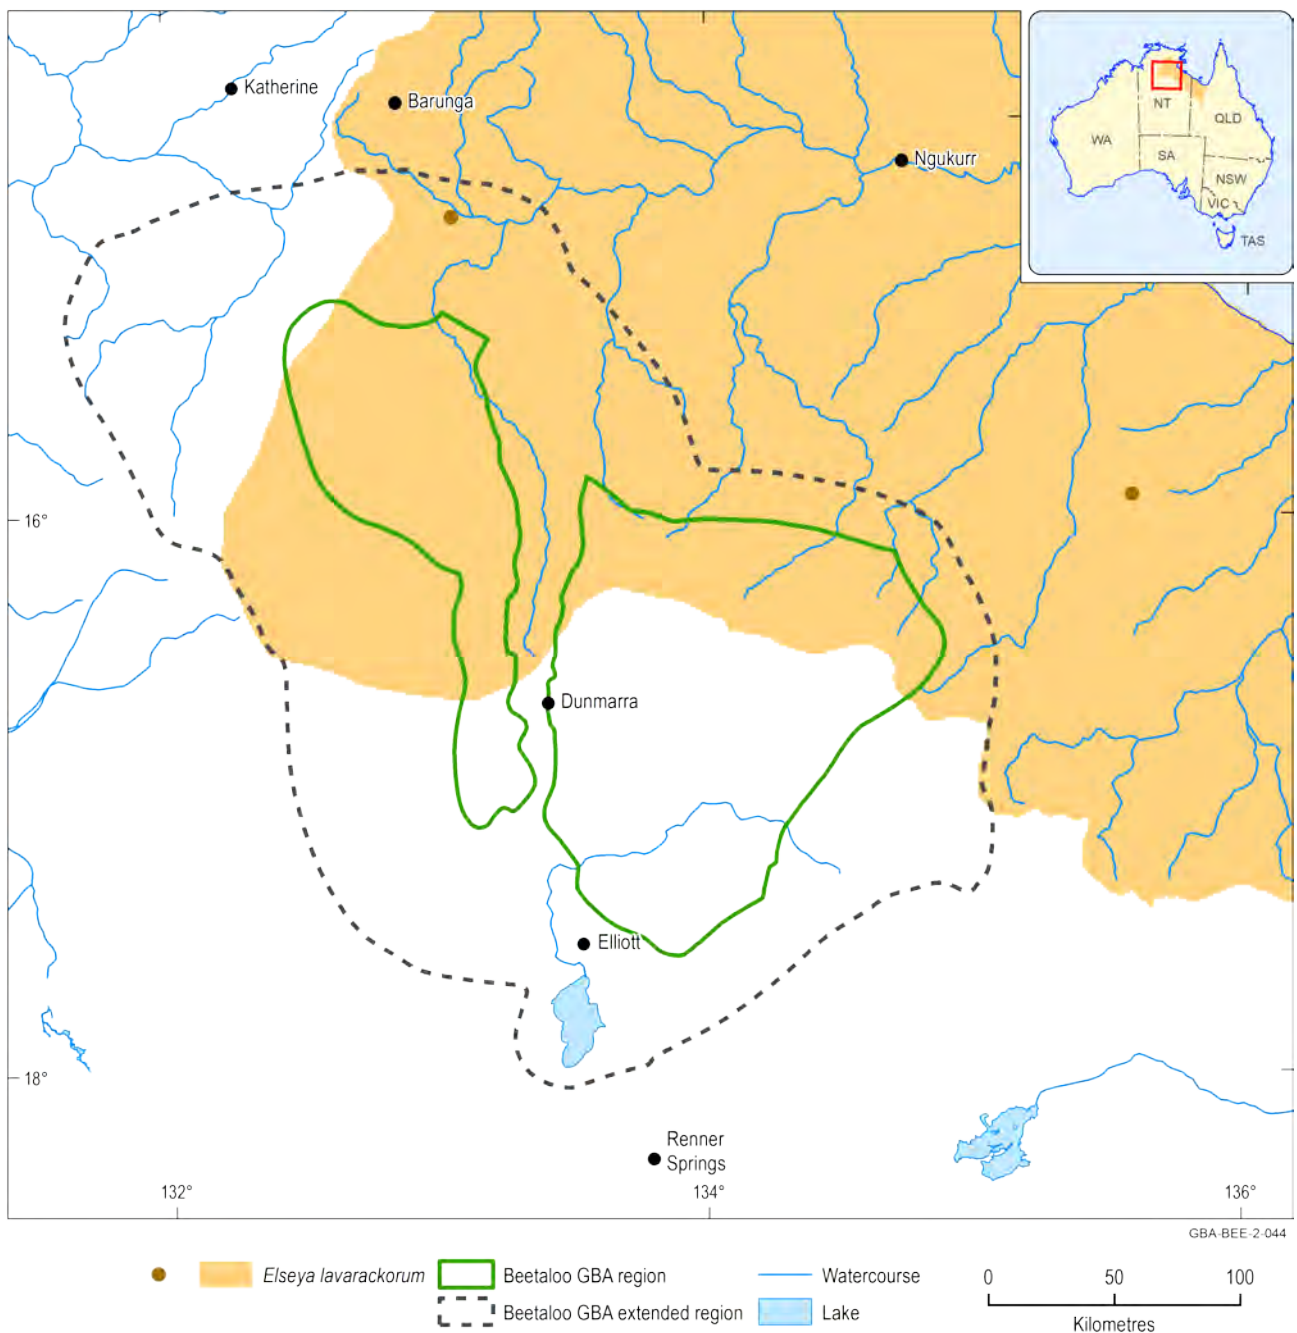 Katherine
Barunga
Ngukurr
NT
QLD
WA
SA
NSW
VIC
TAS
16°
Dunmarra
Elliott
18°
Renner
Springs
132°
134°
136°
GBA-BEE-2-044
Elseya lavarackorum
Beetaloo GBA region
Watercourse
0 50 100
Beetaloo GBA extended region
Lake
Kilometres